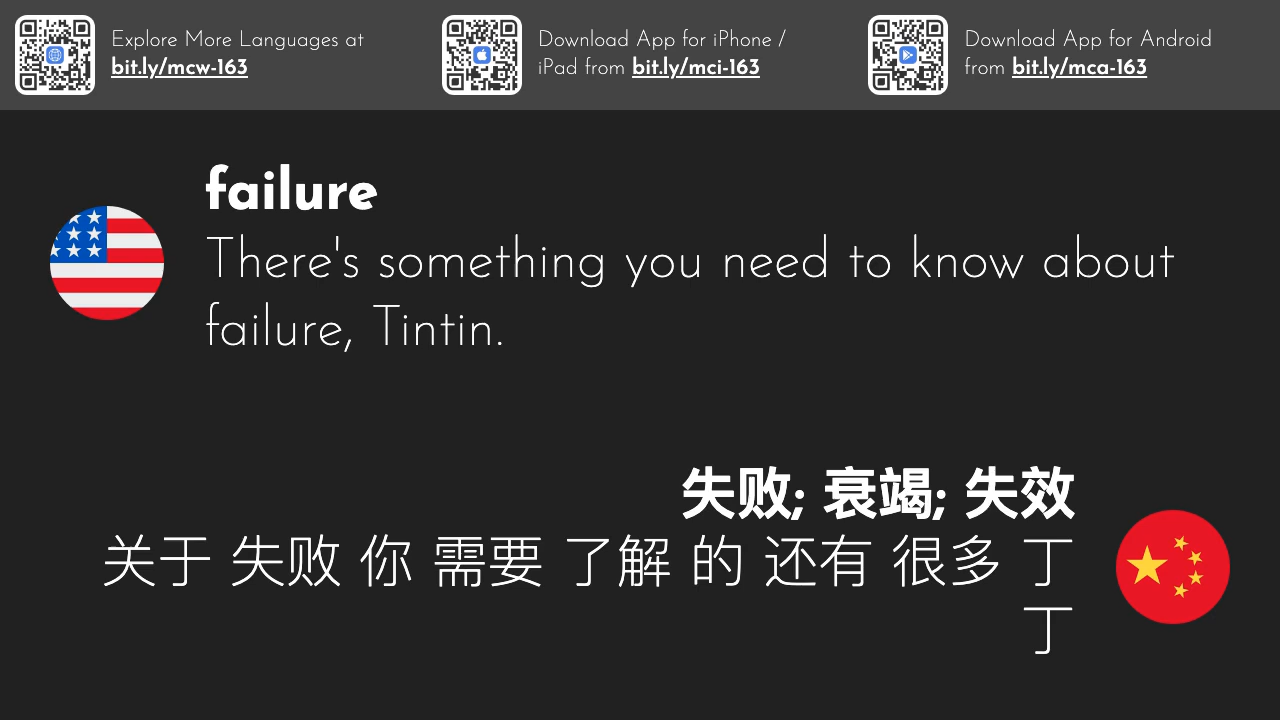 Explore More Languages at
bit.ly/mcw-163
Download App for iPhone /
iPad from bit.ly/mci-163
Download App for Android
from bit.ly/mca-163
failure
There's something you need to know about
failure, Tintin.
失败; 衰竭; 失效
关于 失败 你 需要 了解 的 还有 很多 丁
丁